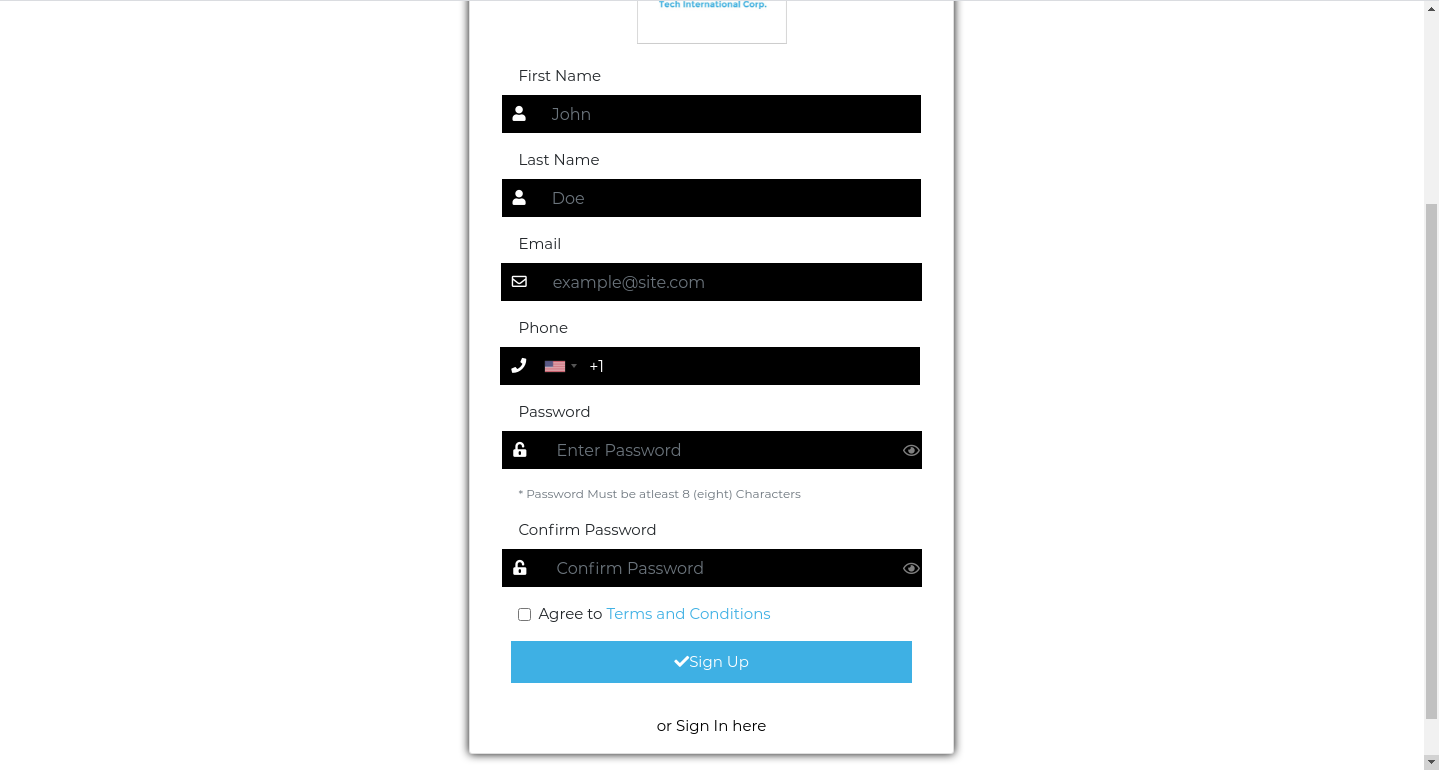 Tech International Corp.
First Name
John
Last Name
Doe
Email
example@site.com
Phone
+1
Password
Enter Password
* Password Must be atleast 8 (eight) Characters
Confirm Password
Confirm Password
Agree to Terms and Conditions
Sign Up
or Sign In here